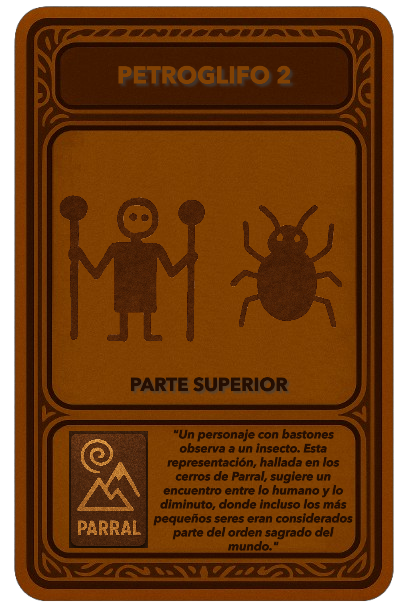 PETROGLIFO 2
PARTE SUPERIOR
"Un personaje con bastones
observa a un insecto. Esta
representación, hallada en los
cerros de Parral, sugiere un
encuentro entre lo humano y lo
diminuto, donde incluso los más
pequeños seres eran considerados
parte del orden sagrado del
mundo."
PARRAL